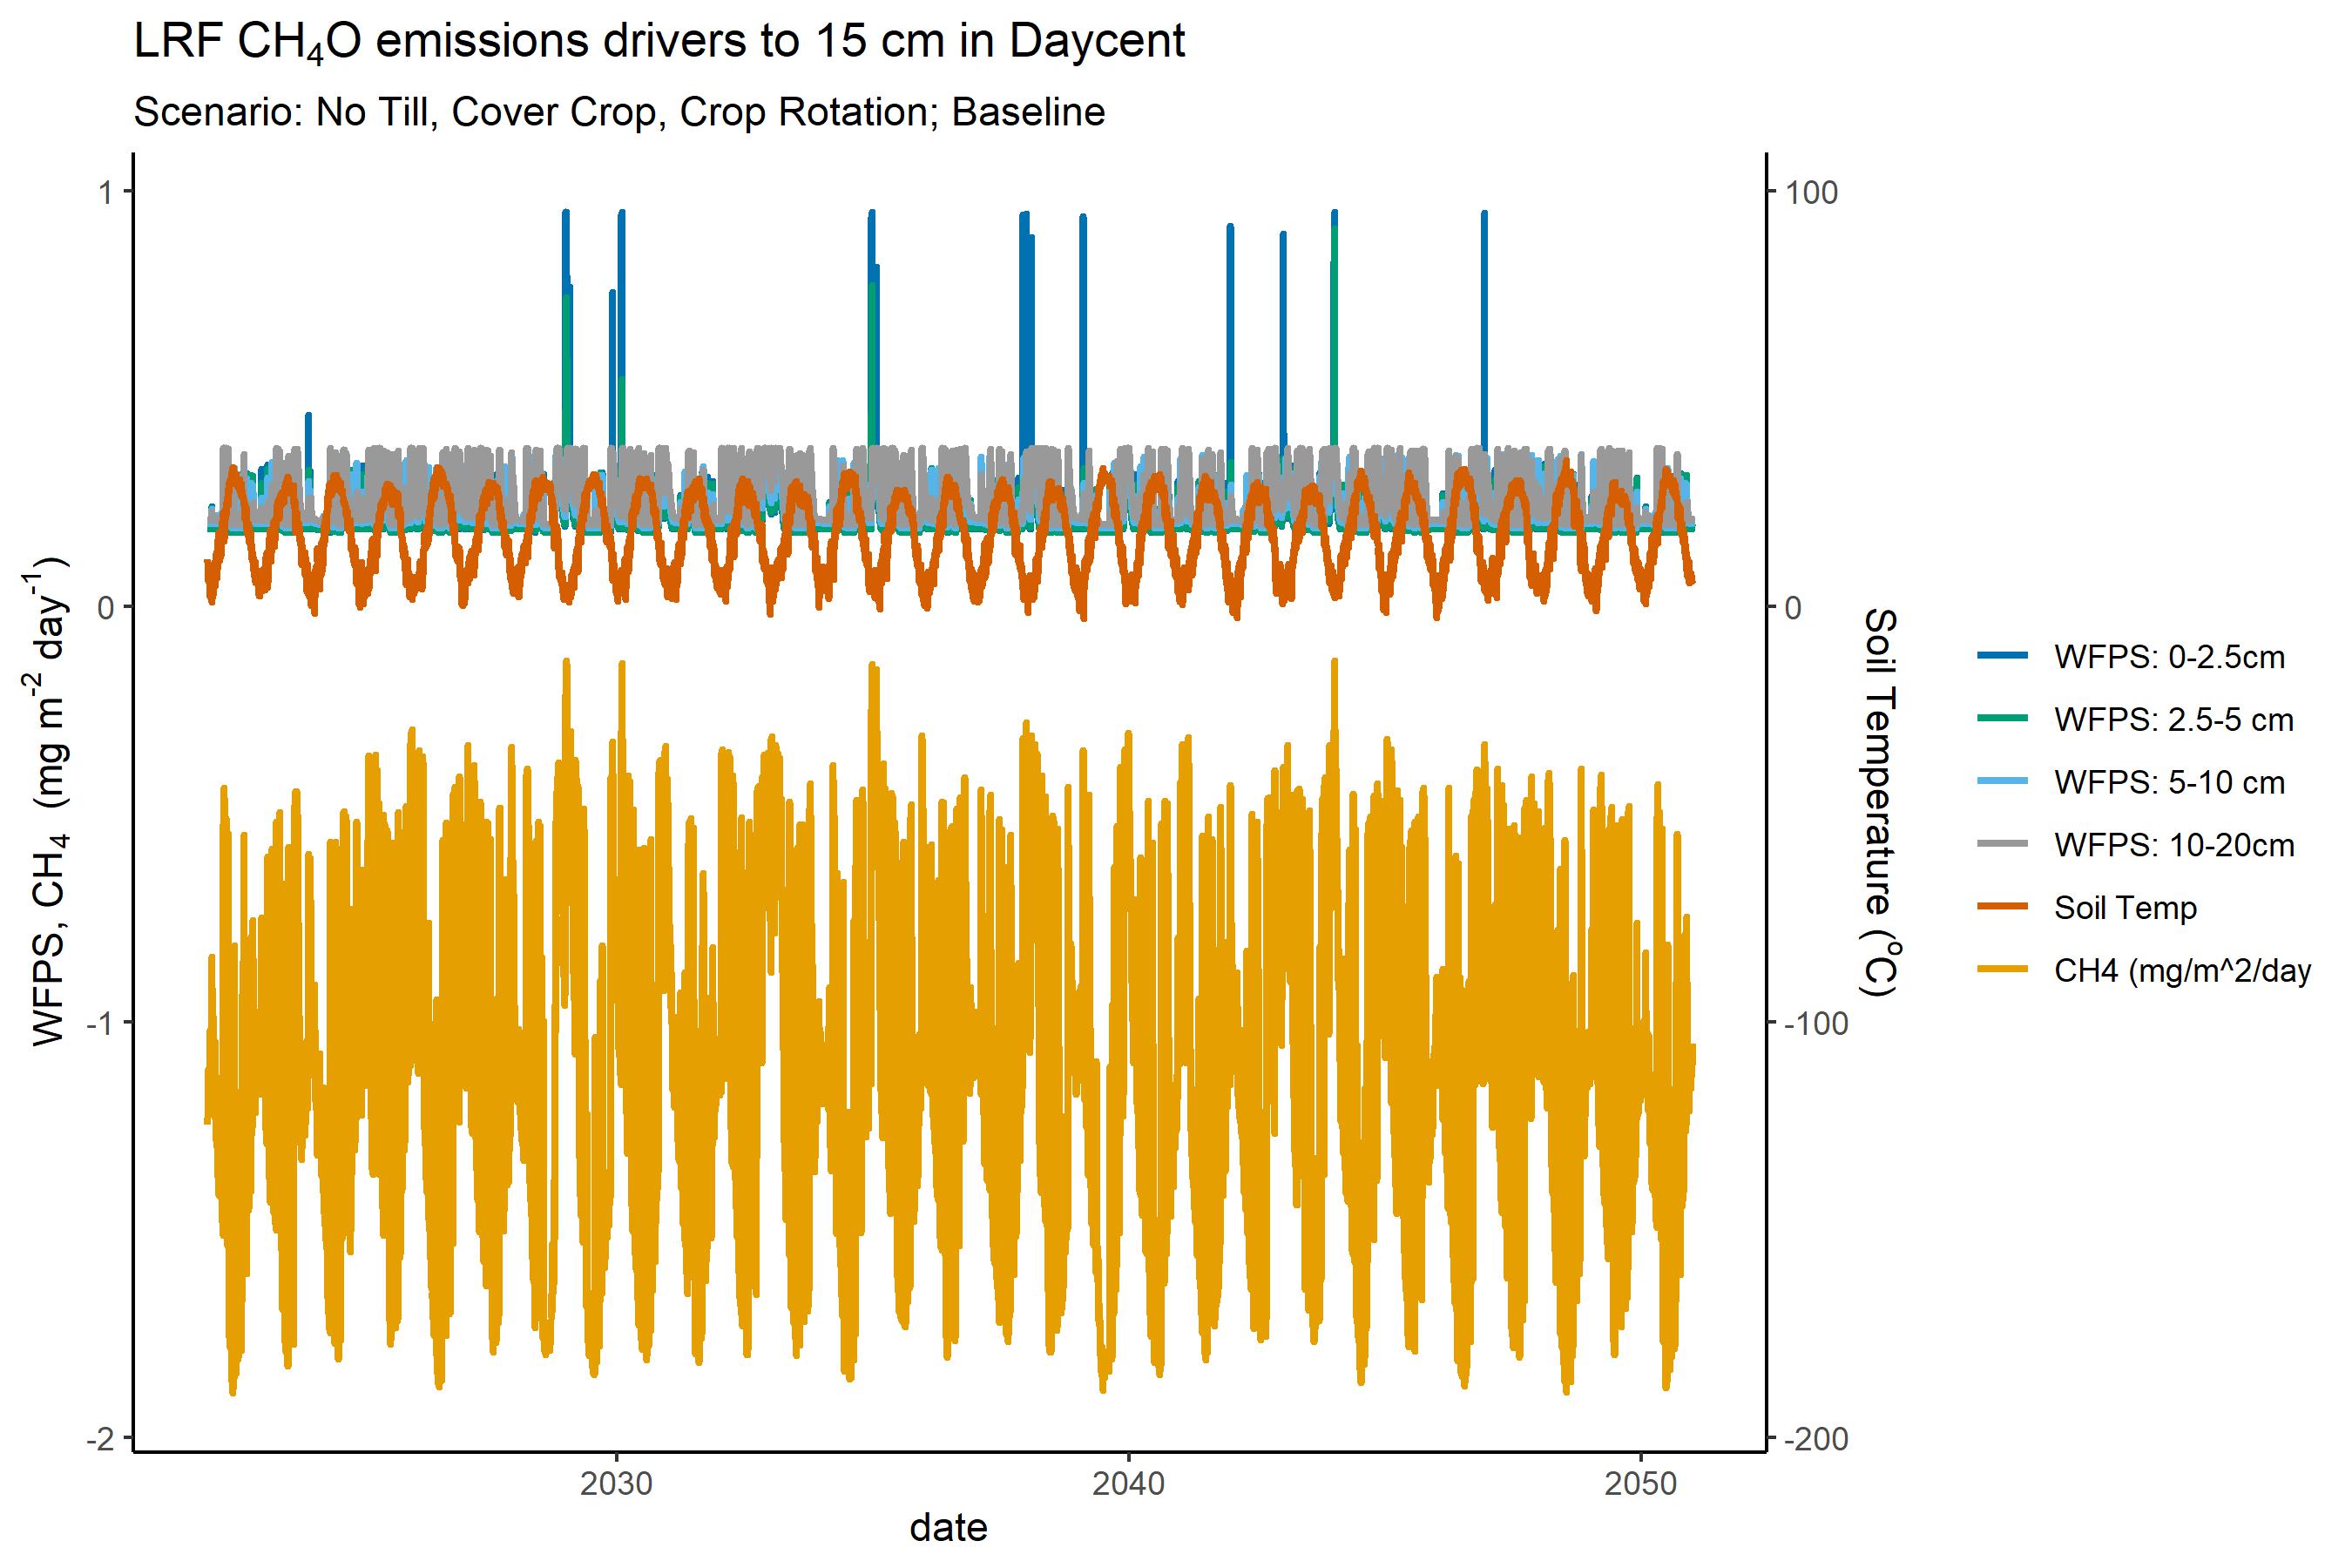 LRF CH₄O emissions drivers to 15 cm in Daycent
Scenario: No Till, Cover Crop, Crop Rotation; Baseline
WFPS, CH₄ (mg m⁻² day⁻¹)
1
0
-1
-2
100
0
-100
-200
Soil Temperature (⁰C)
2030
2040
2050
date
WFPS: 0-2.5cm
WFPS: 2.5-5 cm
WFPS: 5-10 cm
WFPS: 10-20cm
Soil Temp
CH4 (mg/m^2/day